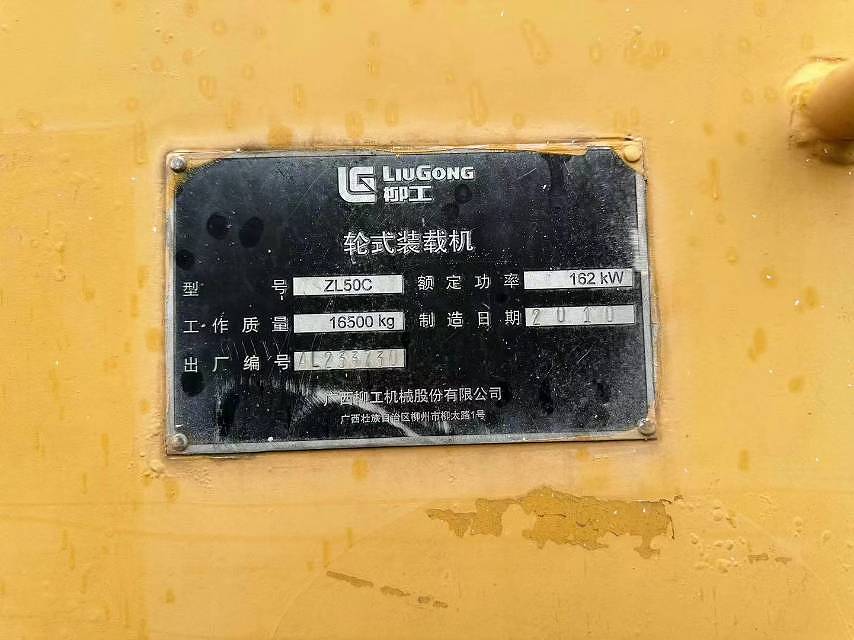 LIUGONG
柳工
轮式装载机
型 号 ZL50C 额定功率 162 kW
工作质量 16500 kg 制造日期 2010
出厂编号
广西柳工机械股份有限公司
广西壮族自治区柳州市柳太路1号